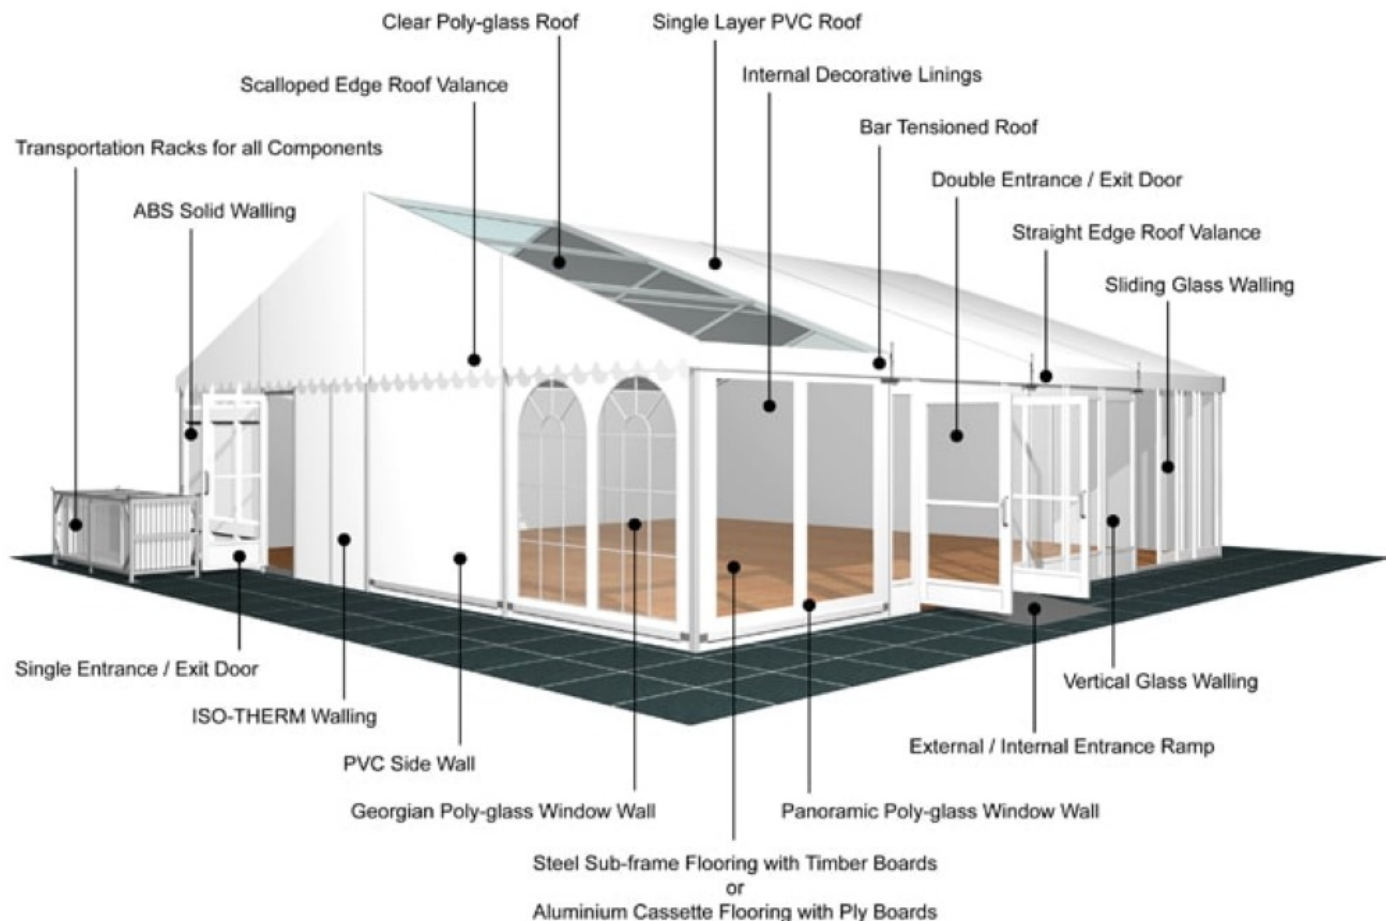 Clear Poly-glass Roof
Single Layer PVC Roof
Internal Decorative Linings
Scalloped Edge Roof Valance
Bar Tensioned Roof
Transportation Racks for all Components
Double Entrance / Exit Door
ABS Solid Walling
Straight Edge Roof Valance
Sliding Glass Walling
Single Entrance / Exit Door
Vertical Glass Walling
ISO-THERM Walling
External / Internal Entrance Ramp
PVC Side Wall
Georgian Poly-glass Window Wall
Panoramic Poly-glass Window Wall
Steel Sub-frame Flooring with Timber Boards
or
Aluminium Cassette Flooring with Ply Boards